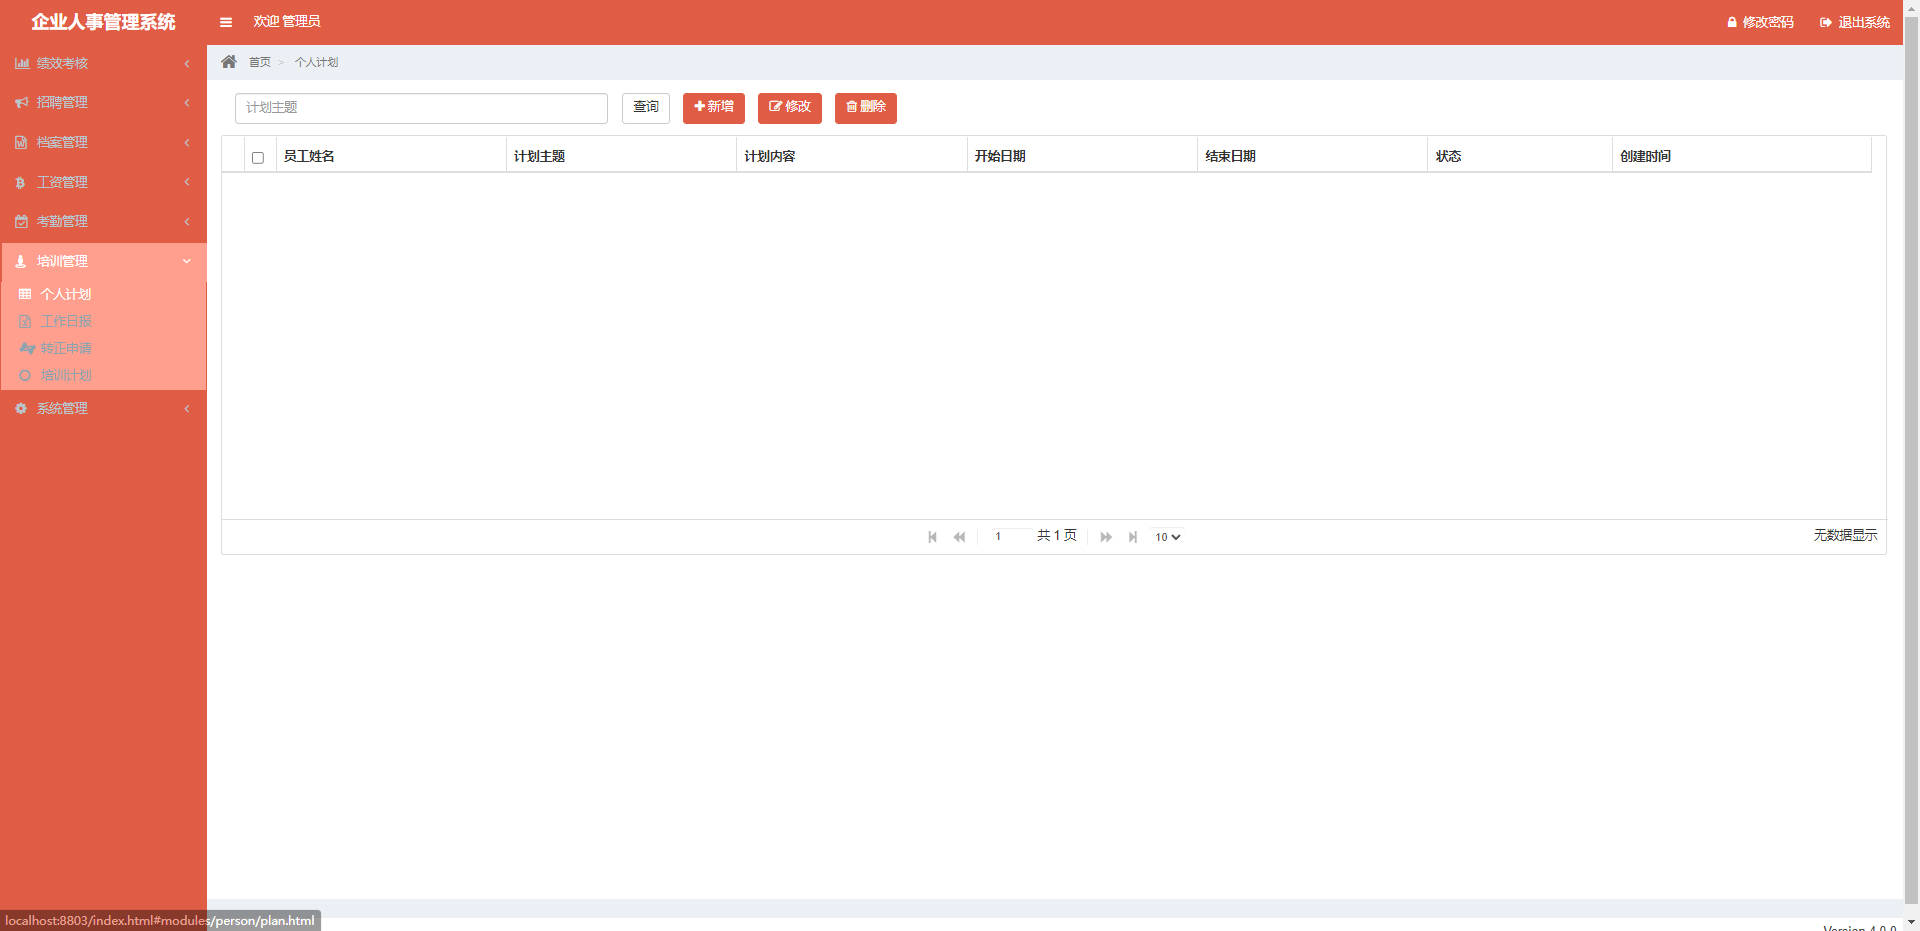 企业人事管理系统
欢迎 管理员
修改密码
退出系统
绩效考核
招聘管理
档案管理
工资管理
考勤管理
培训管理
个人计划
工作日报
转正申请
培训计划
系统管理
首页 > 个人计划
计划主题
查询
新增
修改
删除
员工姓名 计划主题 计划内容 开始日期 结束日期 状态 创建时间
1 共 1 页 10
无数据显示
localhost:8803/index.html#modules/person/plan.html
Version 4.0.0